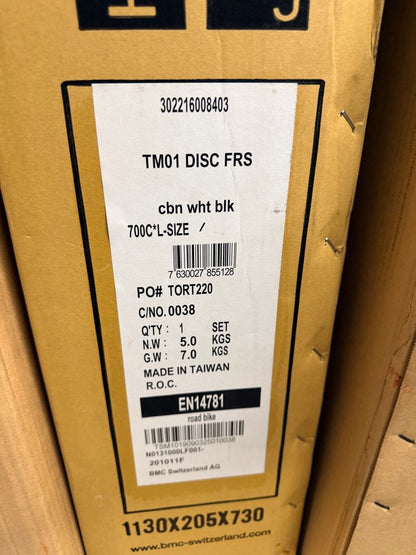 302216008403
TM01 DISC FRS
cbn wht blk
700C*L-SIZE /
7 630027 855128
PO# TORT220
C/NO. 0038
Q'TY : 1 SET
N.W : 5.0 KGS
G.W : 7.0 KGS
MADE IN TAIWAN
R.O.C.
EN14781
road bike
TSM1019090325010038
N0131000LF001-
201011F
BMC Switzerland AG
1130X205X730
www.bmc-switzerland.com